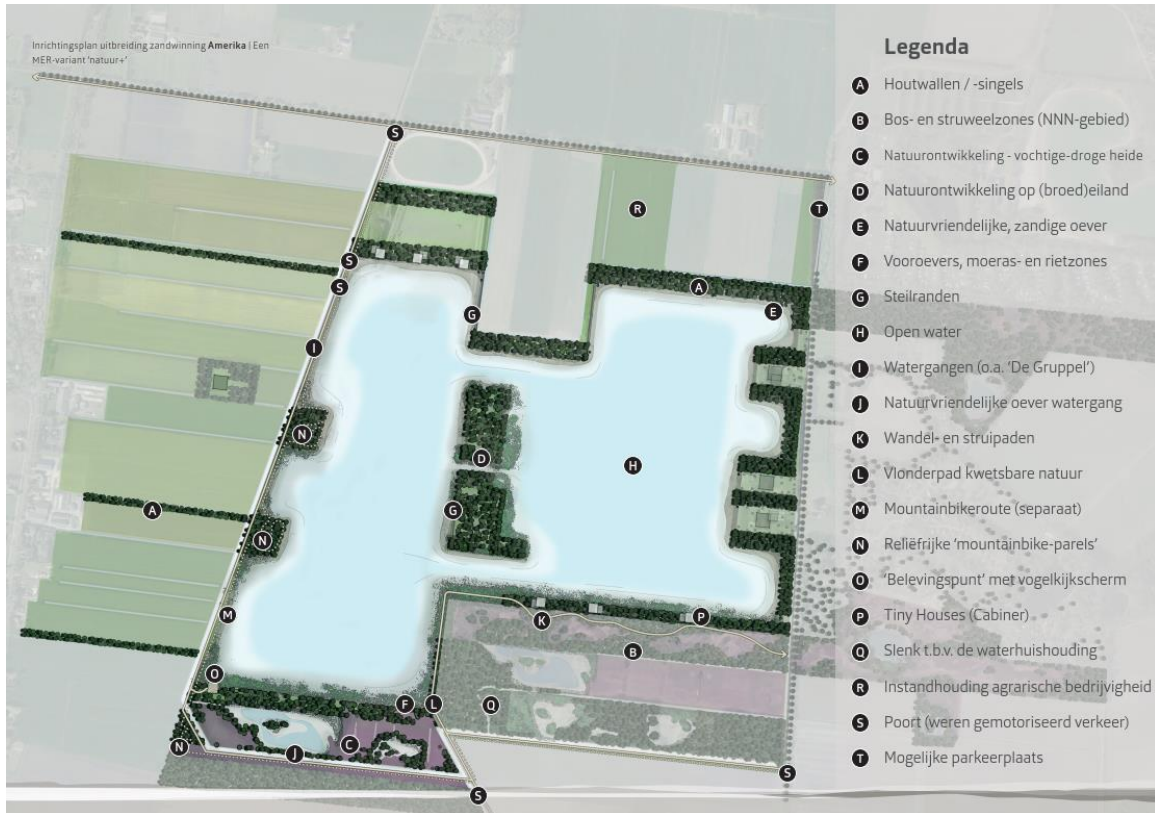 Inrichtingsplan uitbreiding zandwinning Amerika | Een
MER-variant 'natuur+'
Legenda
A Houtwallen / -singels
B Bos- en struweelzones (NNN-gebied)
C Natuurontwikkeling - vochtige-droge heide
D Natuurontwikkeling op (broed)eiland
E Natuurvriendelijke, zandige oever
F Vooroevers, moeras- en rietzones
G Steilranden
H Open water
I Watergangen (o.a. 'De Gruppel')
J Natuurvriendelijke oever watergang
K Wandel- en struipaden
L Vlonderpad kwetsbare natuur
M Mountainbikeroute (separaat)
N Reliëfrijke 'mountainbike-parels'
O 'Belevingspunt' met vogelkijkscherm
P Tiny Houses (Cabiner)
Q Slenk t.b.v. de waterhuishouding
R Instandhouding agrarische bedrijvigheid
S Poort (weren gemotoriseerd verkeer)
T Mogelijke parkeerplaats
S
R
T
S
S
A
E
G
I
N
D
H
A
G
N
M
K
P
B
O
F
L
Q
C
N
J
S
S